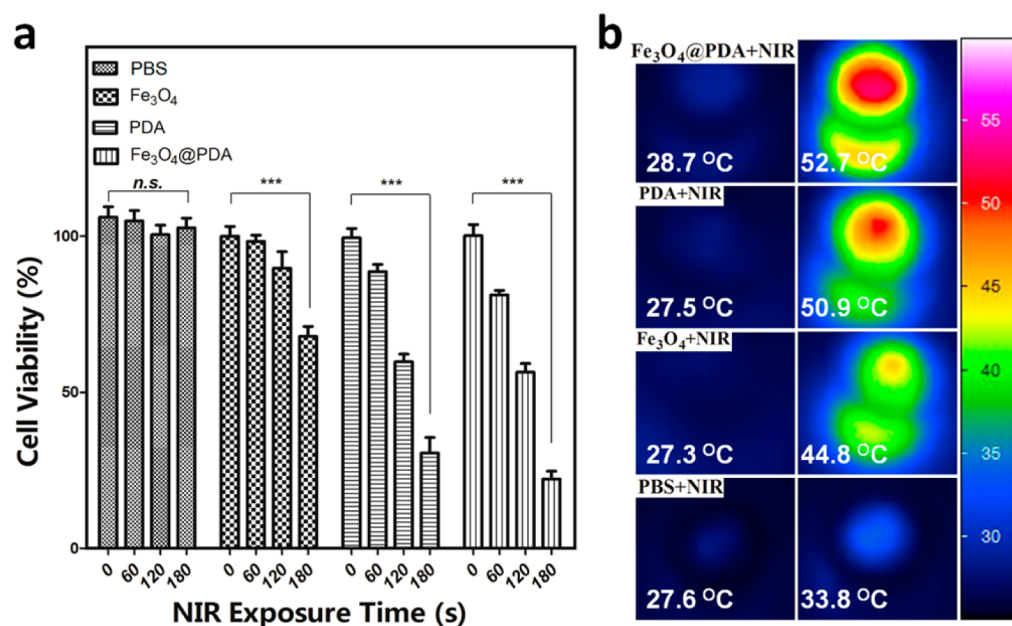 a
PBS
Fe₃O₄
PDA
Fe₃O₄@PDA
n.s.
***
***
***
100
50
0
Cell Viability (%)
0 60 120 180 0 60 120 180 0 60 120 180 0 60 120 180
NIR Exposure Time (s)
b
Fe₃O₄@PDA+NIR
28.7 °C 52.7 °C
PDA+NIR
27.5 °C 50.9 °C
Fe₃O₄+NIR
27.3 °C 44.8 °C
PBS+NIR
27.6 °C 33.8 °C
55
50
45
40
35
30